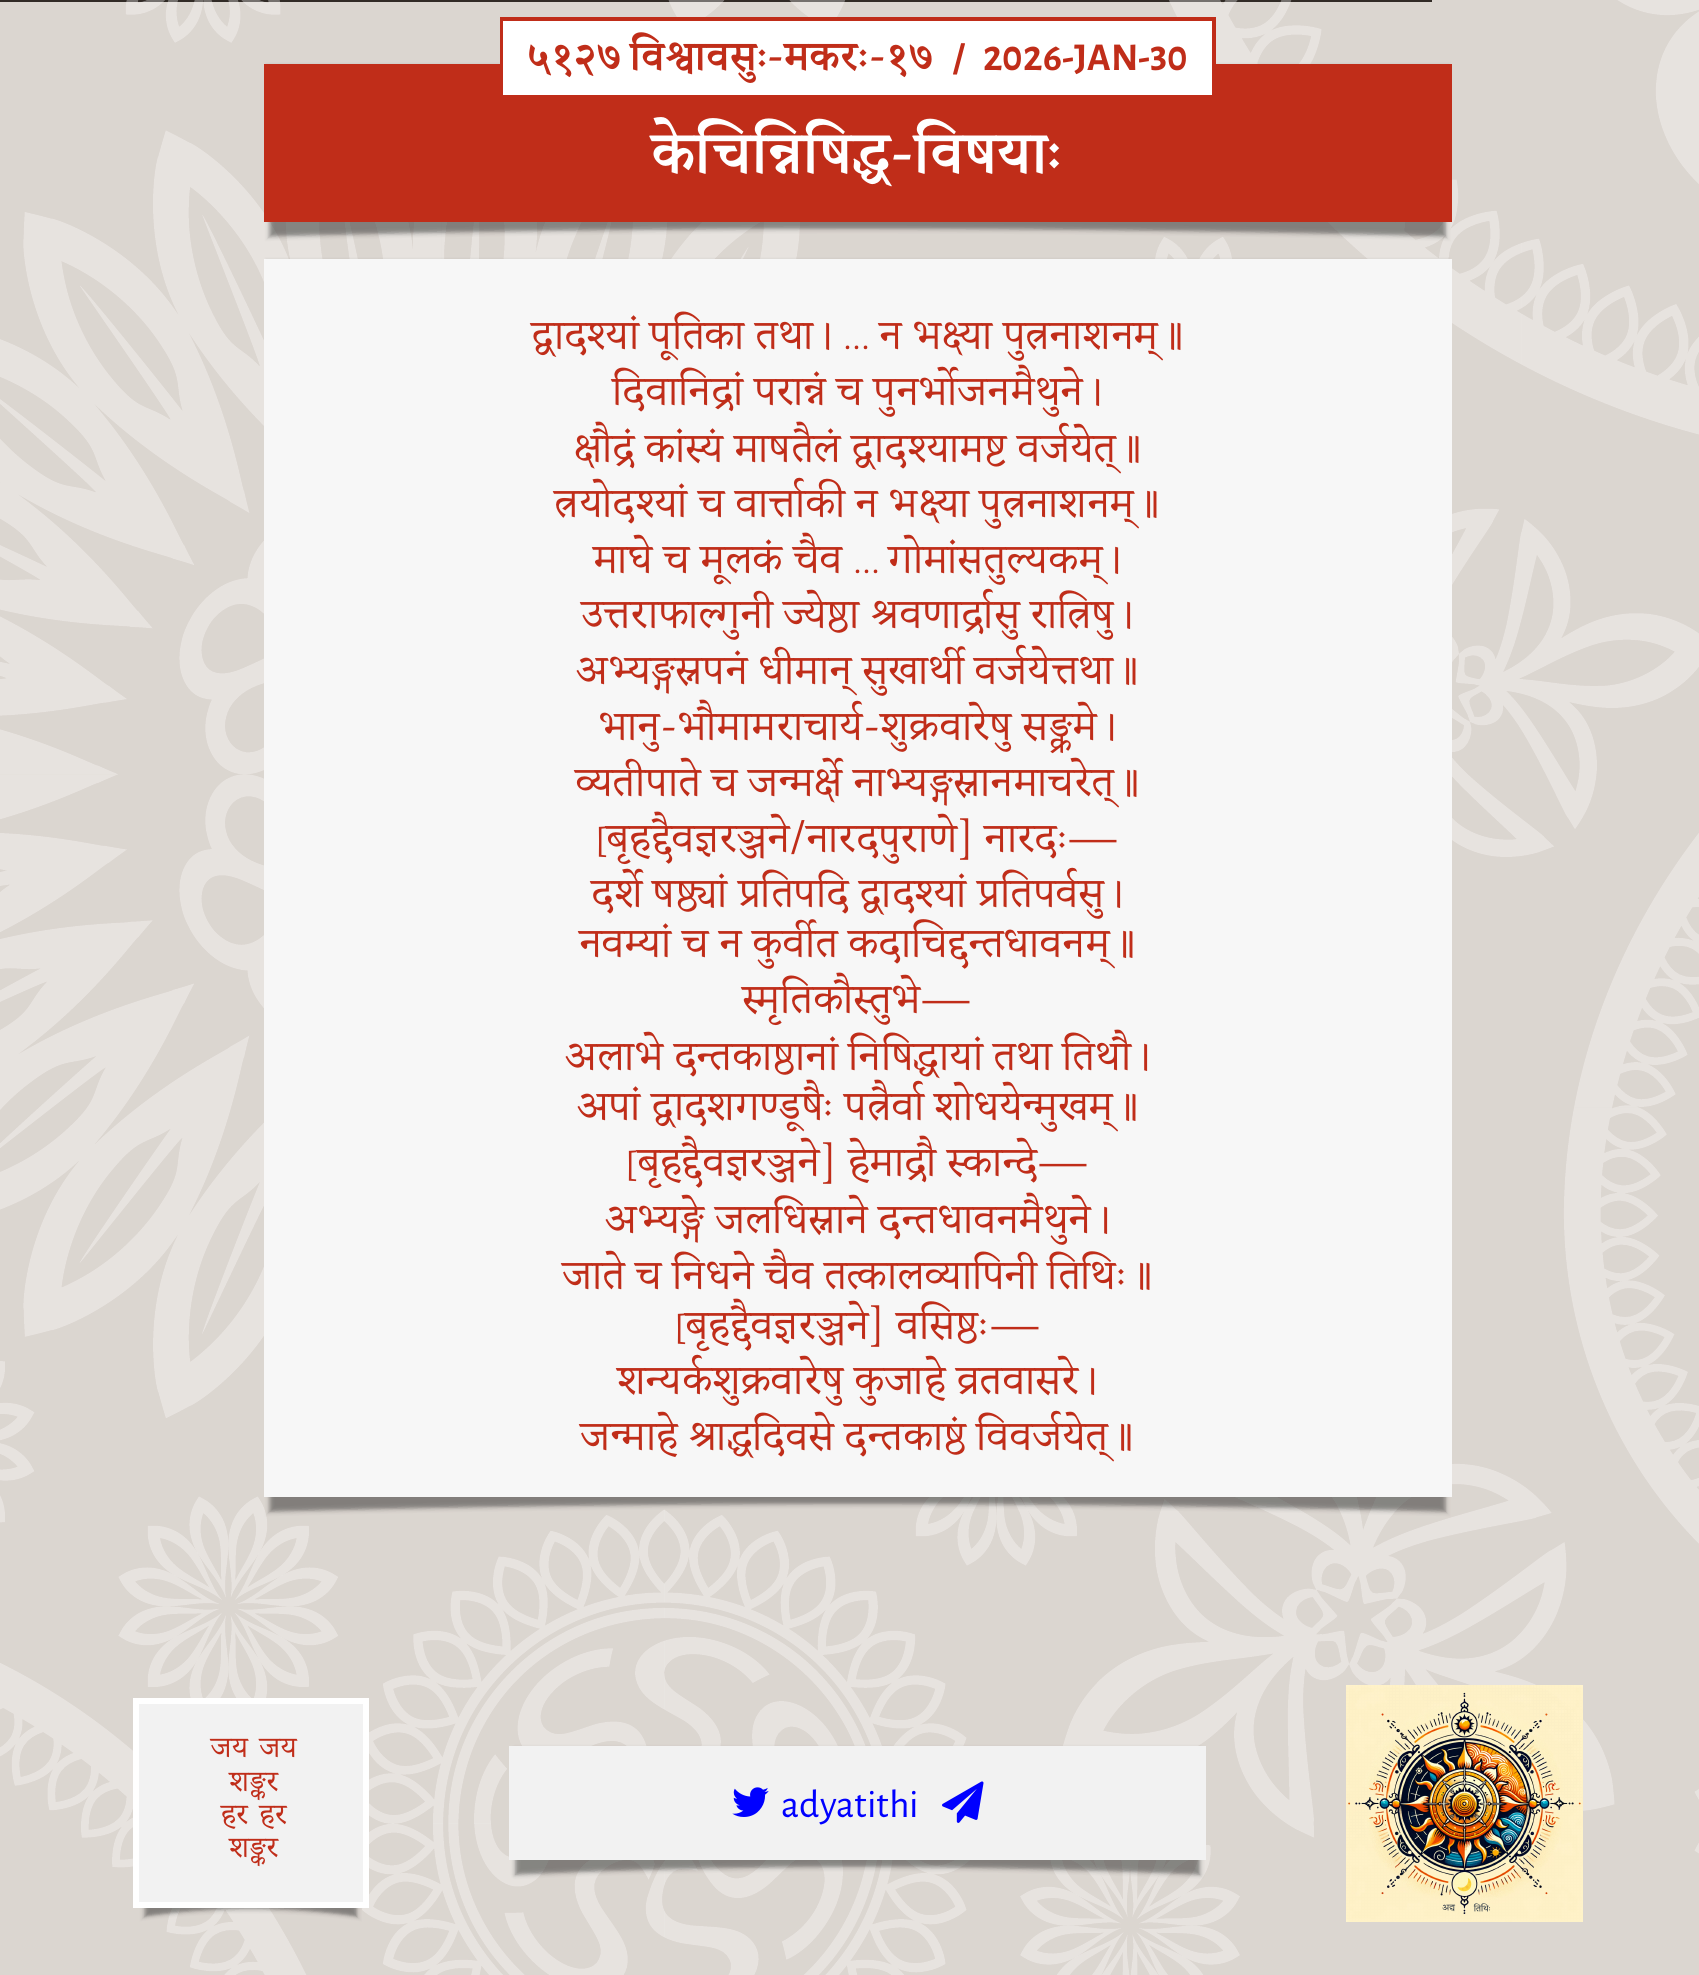 ५१२७ विश्वावसुः-मकरः-१७ / 2026-JAN-30
केचिन्निषिद्ध-विषयाः
द्वादश्यां पूतिका तथा । … न भक्ष्या पुत्रनाशनम् ॥
दिवानिद्रां परान्नं च पुनर्भोजनमैथुने ।
क्षौद्रं कांस्यं माषतैलं द्वादश्यामष्ट वर्जयेत् ॥
त्रयोदश्यां च वार्त्ताकी न भक्ष्या पुत्रनाशनम् ॥
माघे च मूलकं चैव … गोमांसतुल्यकम् ।
उत्तराफाल्गुनी ज्येष्ठा श्रवणार्द्रासु रात्रिषु ।
अभ्यङ्गस्नपनं धीमान् सुखार्थी वर्जयेत्तथा ॥
भानु-भौमामराचार्य-शुक्रवारेषु सङ्क्रमे ।
व्यतीपाते च जन्मर्क्षे नाभ्यङ्गस्नानमाचरेत् ॥
[बृहद्दैवज्ञरञ्जने/नारदपुराणे] नारदः—
दर्शे षष्ठ्यां प्रतिपदि द्वादश्यां प्रतिपर्वसु ।
नवम्यां च न कुर्वीत कदाचिद्दन्तधावनम् ॥
स्मृतिकौस्तुभे—
अलाभे दन्तकाष्ठानां निषिद्धायां तथा तिथौ ।
अपां द्वादशगण्डूषैः पत्रैर्वा शोधयेन्मुखम् ॥
[बृहद्दैवज्ञरञ्जने] हेमाद्रौ स्कान्दे—
अभ्यङ्गे जलधिस्नाने दन्तधावनमैथुने ।
जाते च निधने चैव तत्कालव्यापिनी तिथिः ॥
[बृहद्दैवज्ञरञ्जने] वसिष्ठः—
शन्यर्कशुक्रवारेषु कुजाहे व्रतवासरे ।
जन्माहे श्राद्धदिवसे दन्तकाष्ठं विवर्जयेत् ॥
जय जय
शङ्कर
हर हर
शङ्कर
adyatithi
अद्य तिथिः